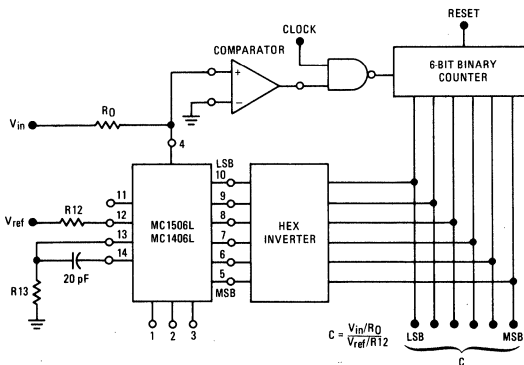 RESET
CLOCK
COMPARATOR
6-BIT BINARY
COUNTER
+
−
Vin
RO
4
LSB
10
9
8
7
6
5
MSB
11
12
13
14
Vref
R12
MC1506L
MC1406L
HEX
INVERTER
20 pF
R13
1 2 3
C = Vin/RO
Vref/R12
LSB MSB
C